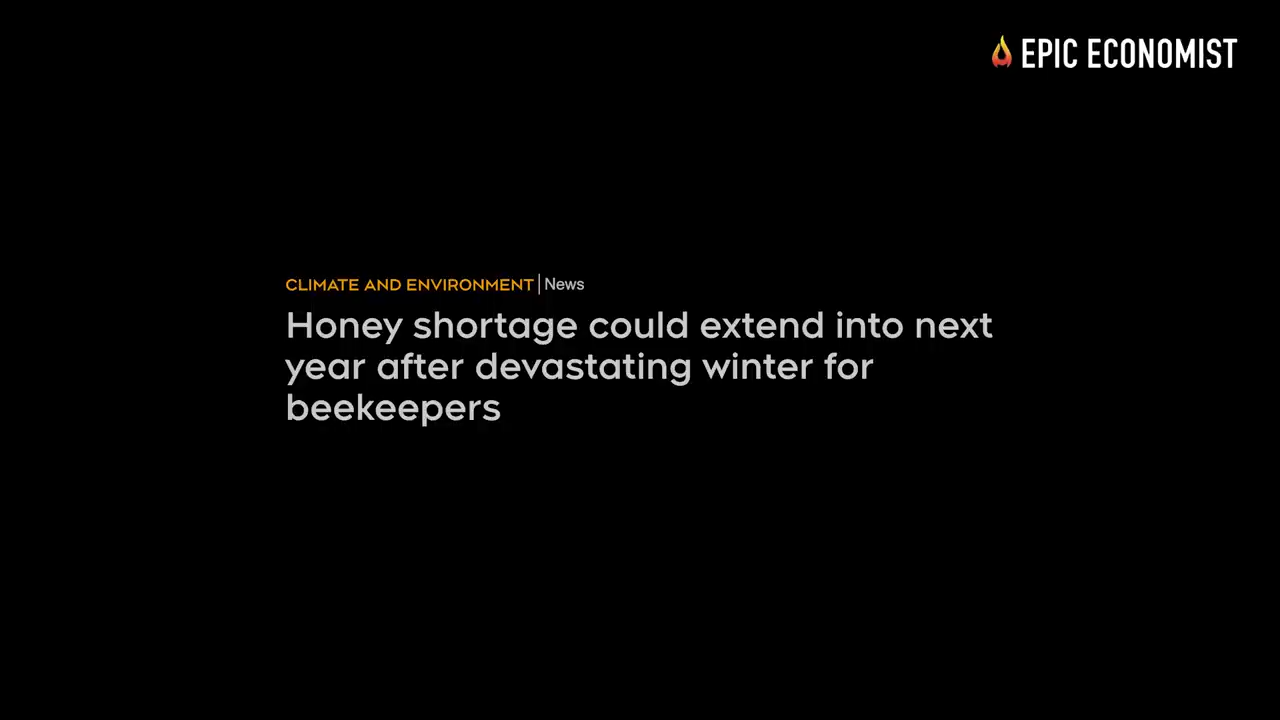 EPIC ECONOMIST
CLIMATE AND ENVIRONMENT | News
Honey shortage could extend into next
year after devastating winter for
beekeepers